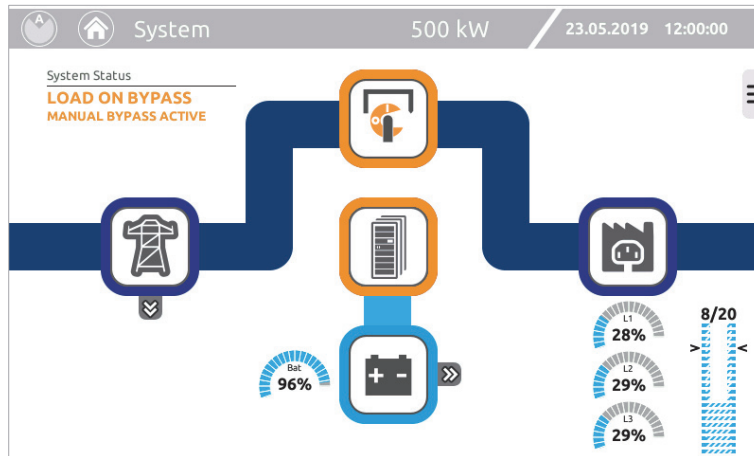 A System 500 kW 23.05.2019 12:00:00
System Status
LOAD ON BYPASS
MANUAL BYPASS ACTIVE
L1
28%
8/20
Bat
96%
L2
29%
L3
29%